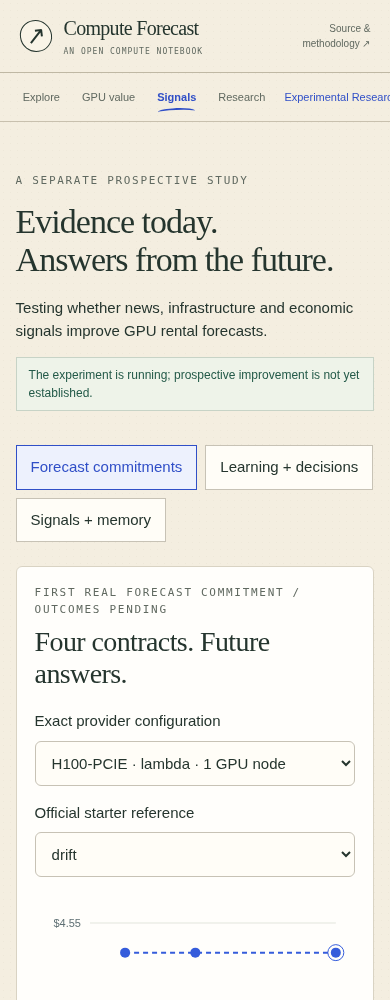 Compute Forecast
AN OPEN COMPUTE NOTEBOOK
Source &
methodology ↗
Explore GPU value Signals Research Experimental Researc
A SEPARATE PROSPECTIVE STUDY
Evidence today.
Answers from the future.
Testing whether news, infrastructure and economic
signals improve GPU rental forecasts.
The experiment is running; prospective improvement is not yet
established.
Forecast commitments
Learning + decisions
Signals + memory
FIRST REAL FORECAST COMMITMENT /
OUTCOMES PENDING
Four contracts. Future
answers.
Exact provider configuration
H100-PCIE · lambda · 1 GPU node
Official starter reference
drift
$4.55